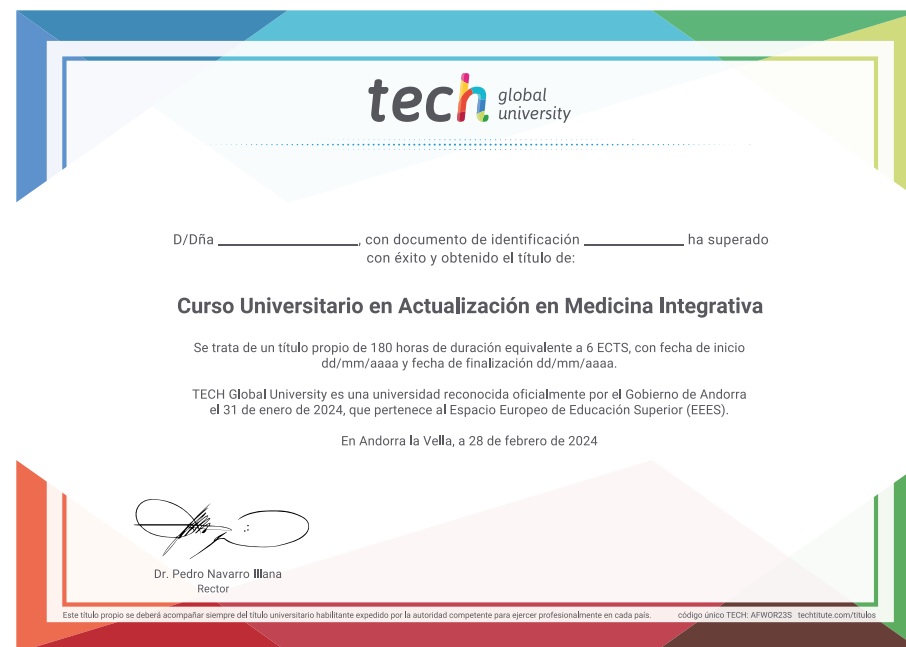 tech global university
D/Dña ____________________, con documento de identificación ______________ ha superado
con éxito y obtenido el título de:
Curso Universitario en Actualización en Medicina Integrativa
Se trata de un título propio de 180 horas de duración equivalente a 6 ECTS, con fecha de inicio
dd/mm/aaaa y fecha de finalización dd/mm/aaaa.
TECH Global University es una universidad reconocida oficialmente por el Gobierno de Andorra
el 31 de enero de 2024, que pertenece al Espacio Europeo de Educación Superior (EEES).
En Andorra la Vella, a 28 de febrero de 2024
Dr. Pedro Navarro Illana
Rector
Este título propio se deberá acompañar siempre del título universitario habilitante expedido por la autoridad competente para ejercer profesionalmente en cada país. código único TECH: AFWOR23S techtitute.com/titulos